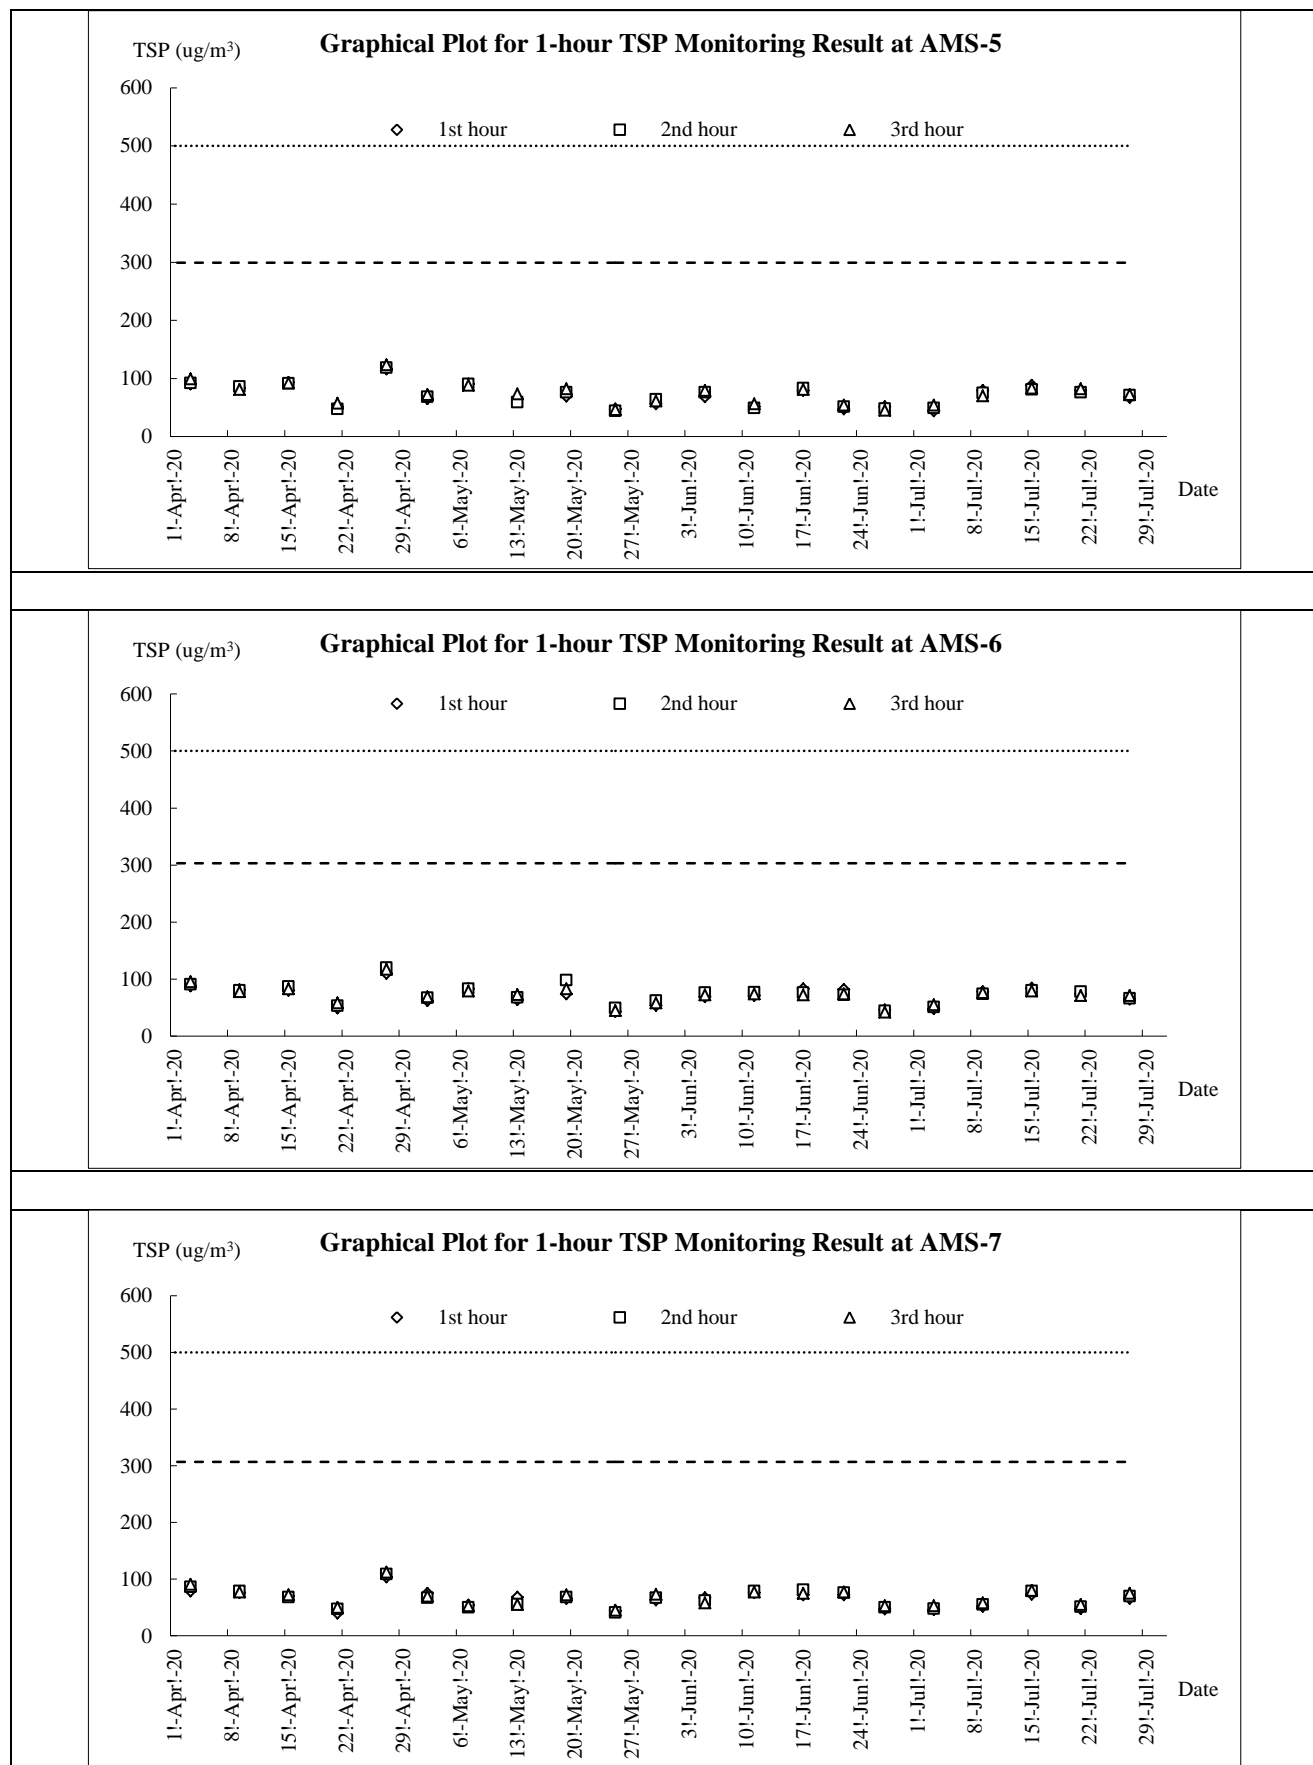 Graphical Plot for 1-hour TSP Monitoring Result at AMS-5
TSP (ug/m³)
600
1st hour 2nd hour 3rd hour
500
400
300
200
100
0
1!-Apr!-20 8!-Apr!-20 15!-Apr!-20 22!-Apr!-20 29!-Apr!-20 6!-May!-20 13!-May!-20 20!-May!-20 27!-May!-20 3!-Jun!-20 10!-Jun!-20 17!-Jun!-20 24!-Jun!-20 1!-Jul!-20 8!-Jul!-20 15!-Jul!-20 22!-Jul!-20 29!-Jul!-20
Date
Graphical Plot for 1-hour TSP Monitoring Result at AMS-6
TSP (ug/m³)
600
1st hour 2nd hour 3rd hour
500
400
300
200
100
0
1!-Apr!-20 8!-Apr!-20 15!-Apr!-20 22!-Apr!-20 29!-Apr!-20 6!-May!-20 13!-May!-20 20!-May!-20 27!-May!-20 3!-Jun!-20 10!-Jun!-20 17!-Jun!-20 24!-Jun!-20 1!-Jul!-20 8!-Jul!-20 15!-Jul!-20 22!-Jul!-20 29!-Jul!-20
Date
Graphical Plot for 1-hour TSP Monitoring Result at AMS-7
TSP (ug/m³)
600
1st hour 2nd hour 3rd hour
500
400
300
200
100
0
1!-Apr!-20 8!-Apr!-20 15!-Apr!-20 22!-Apr!-20 29!-Apr!-20 6!-May!-20 13!-May!-20 20!-May!-20 27!-May!-20 3!-Jun!-20 10!-Jun!-20 17!-Jun!-20 24!-Jun!-20 1!-Jul!-20 8!-Jul!-20 15!-Jul!-20 22!-Jul!-20 29!-Jul!-20
Date